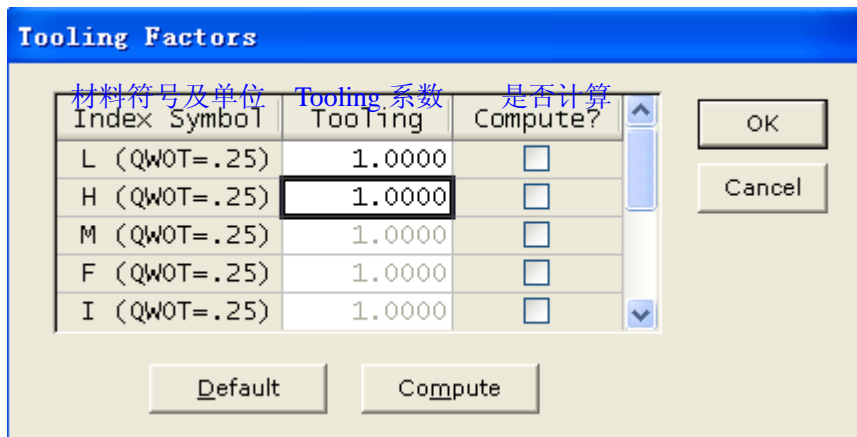 Tooling Factors
材料符号及单位 Tooling 系数 是否计算
Index Symbol Tooling Compute?
L (QWOT=.25) 1.0000
H (QWOT=.25) 1.0000
M (QWOT=.25) 1.0000
F (QWOT=.25) 1.0000
I (QWOT=.25) 1.0000
OK
Cancel
Default Compute